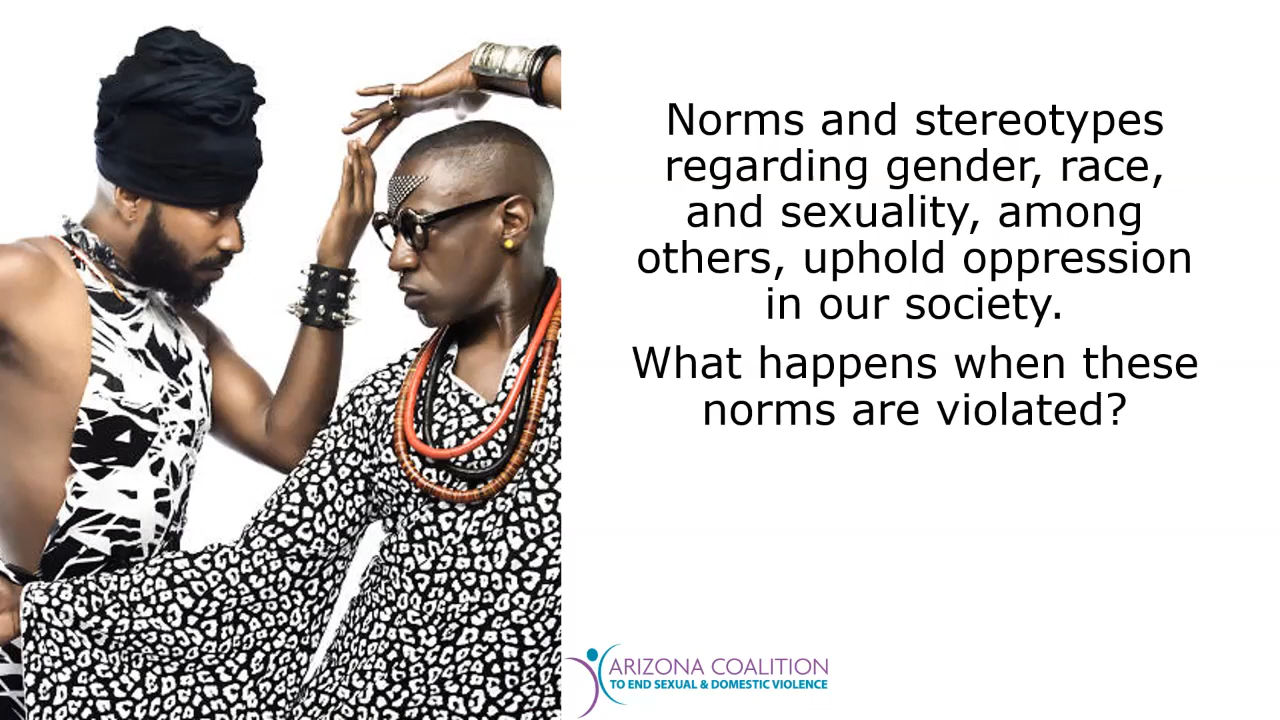 Norms and stereotypes
regarding gender, race,
and sexuality, among
others, uphold oppression
in our society.
What happens when these
norms are violated?
ARIZONA COALITION
TO END SEXUAL & DOMESTIC VIOLENCE